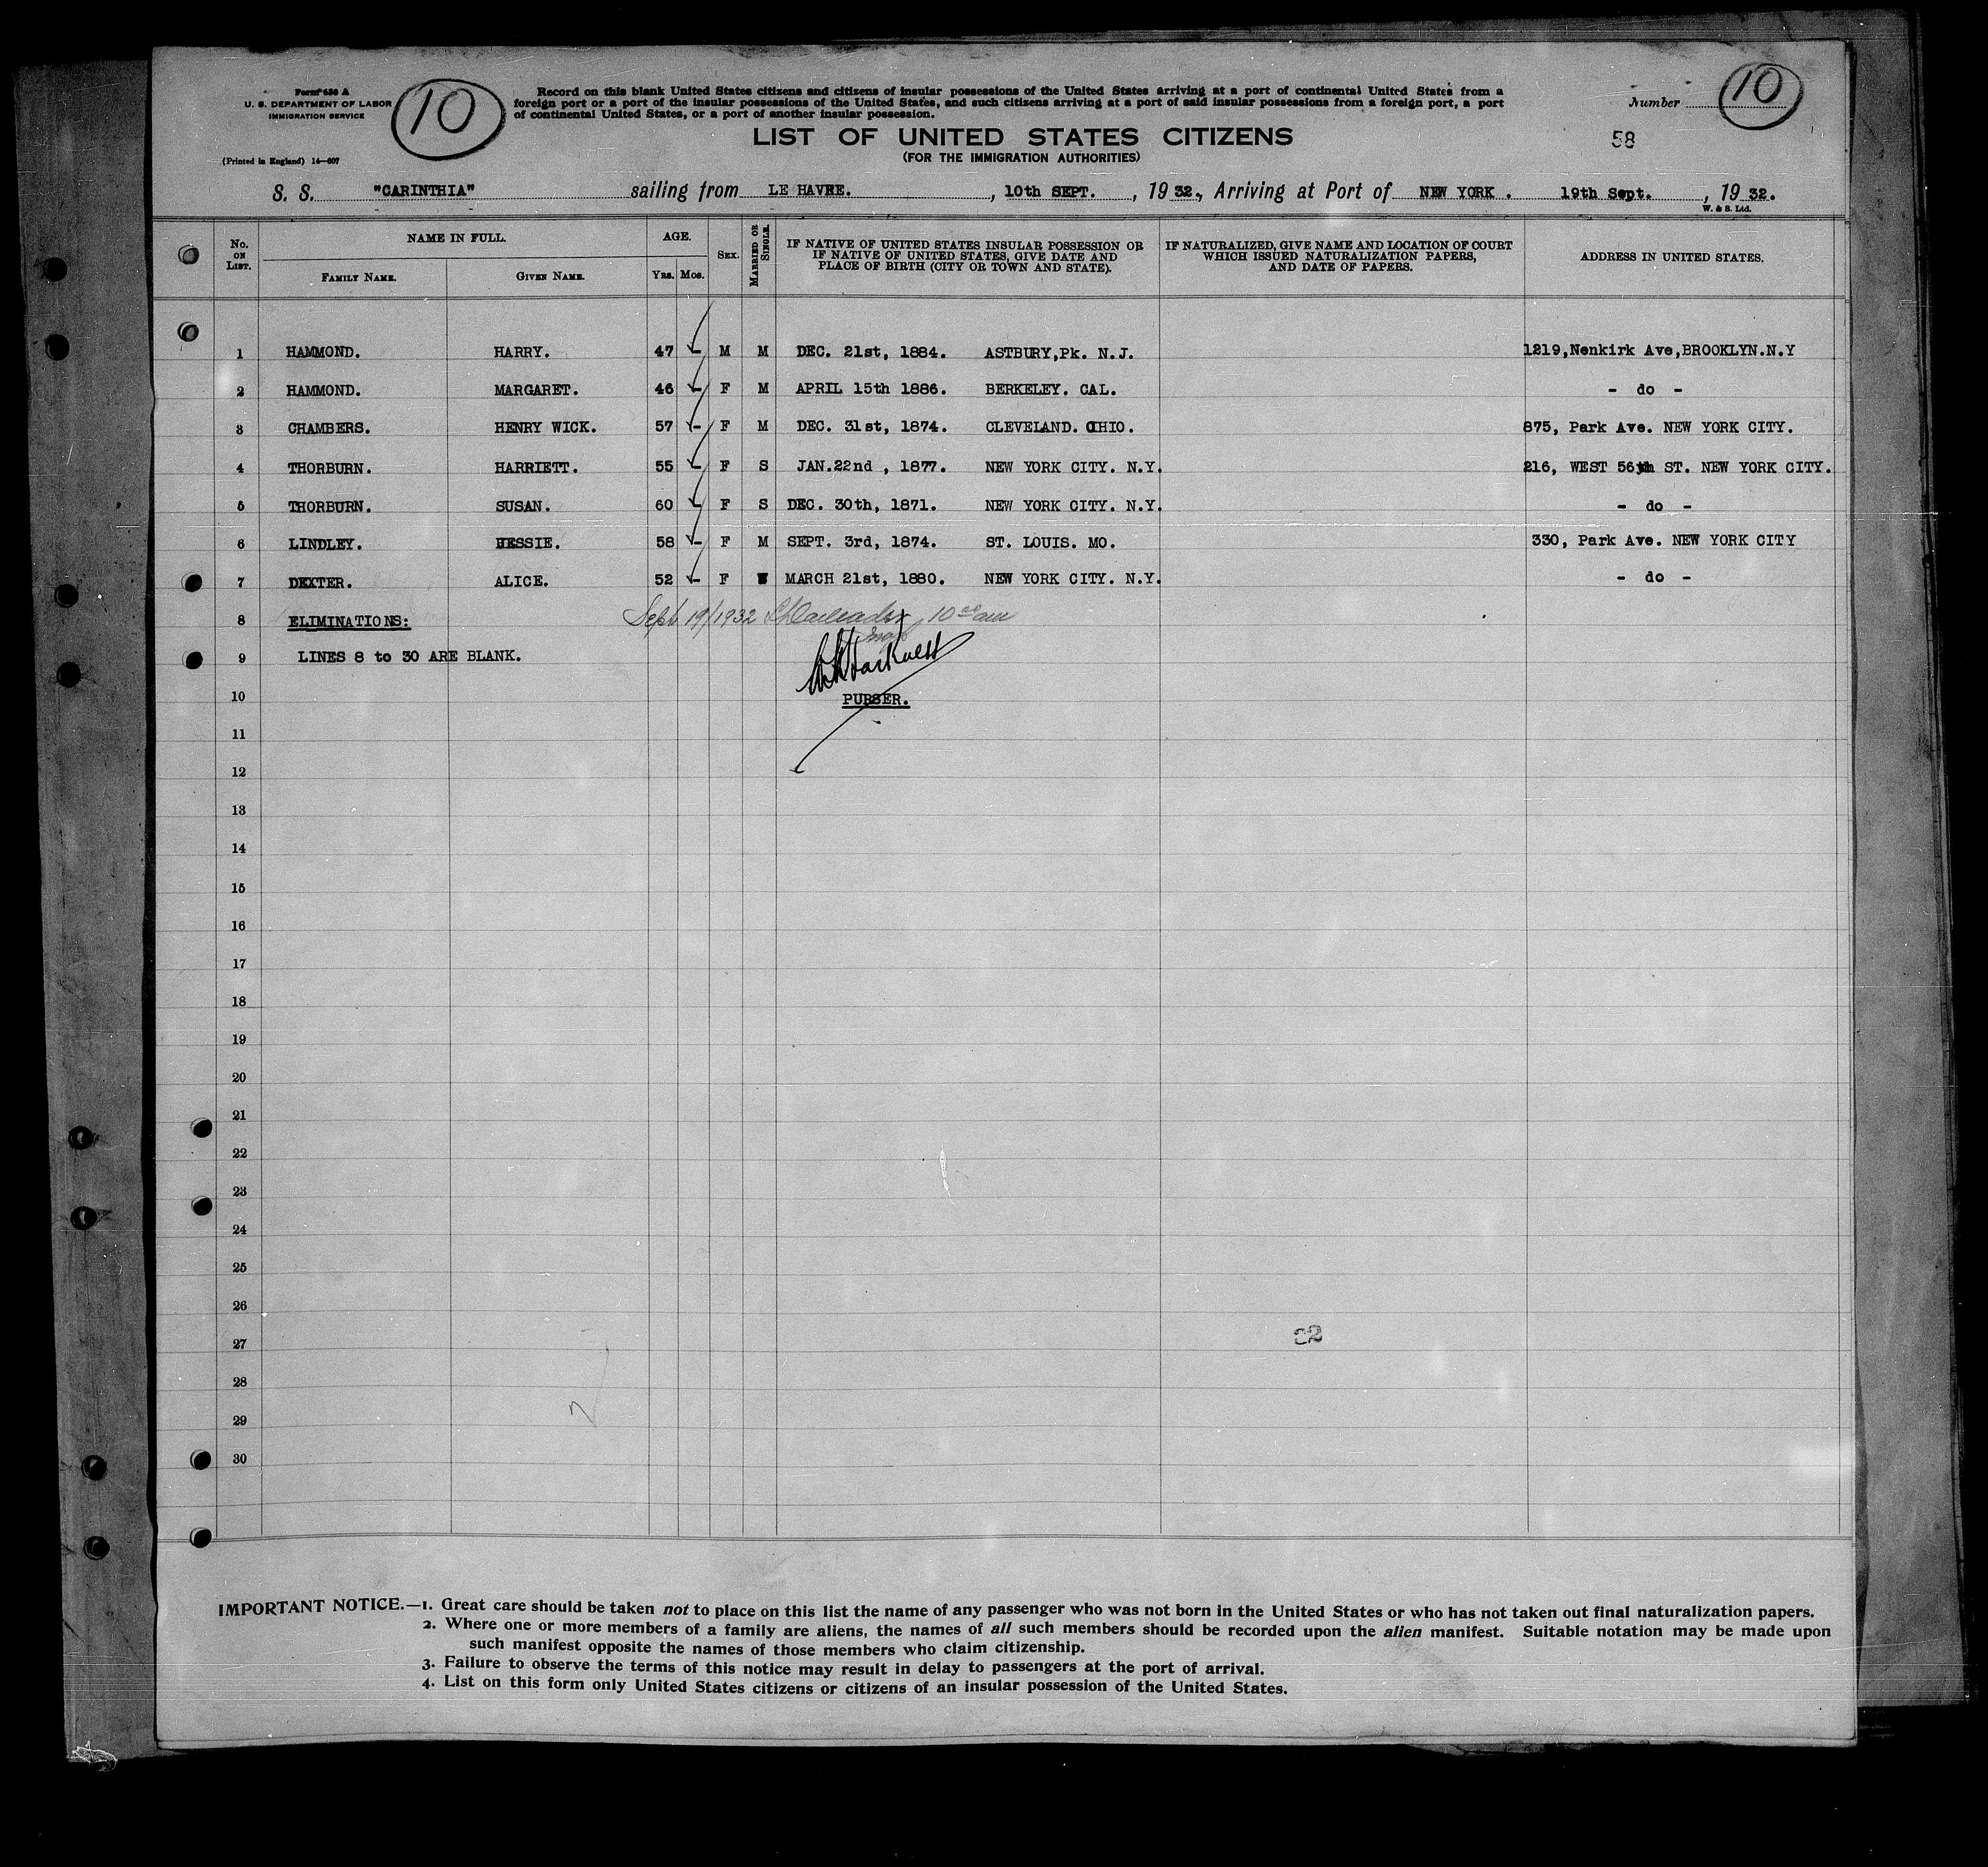 Form 630 A
U. S. DEPARTMENT OF LABOR
IMMIGRATION SERVICE
(Printed in England) 14—607
10
Record on this blank United States citizens and citizens of insular possessions of the United States arriving at a port of continental United States from a
foreign port or a port of the insular possessions of the United States, and such citizens arriving at a port of said insular possessions from a foreign port, a port
of continental United States, or a port of another insular possession.
LIST OF UNITED STATES CITIZENS
(FOR THE IMMIGRATION AUTHORITIES)
Number 10
58
S. S. "CARINTHIA" sailing from LE HAVRE. , 10th SEPT. , 19 32., Arriving at Port of NEW YORK . 19th Sept. , 19 32.
W. & S. Ltd.
No. ON LIST. NAME IN FULL. AGE. SEX. MARRIED OR SINGLE. IF NATIVE OF UNITED STATES INSULAR POSSESSION OR IF NATIVE OF UNITED STATES, GIVE DATE AND PLACE OF BIRTH (CITY OR TOWN AND STATE). IF NATURALIZED, GIVE NAME AND LOCATION OF COURT WHICH ISSUED NATURALIZATION PAPERS, AND DATE OF PAPERS. ADDRESS IN UNITED STATES.
FAMILY NAME. GIVEN NAME. YRS. MOS.
1 HAMMOND. HARRY. 47 - M M DEC. 21st, 1884. ASTBURY,Pk. N.J. 1219,Nenkirk Ave,BROOKLYN.N.Y
2 HAMMOND. MARGARET. 46 - F M APRIL 15th 1886. BERKELEY. CAL. - do -
3 CHAMBERS. HENRY WICK. 57 - F M DEC. 31st, 1874. CLEVELAND. OHIO. 875, Park Ave. NEW YORK CITY.
4 THORBURN. HARRIETT. 55 - F S JAN.22nd , 1877. NEW YORK CITY. N.Y. 216, WEST 56th ST. NEW YORK CITY.
5 THORBURN. SUSAN. 60 - F S DEC. 30th, 1871. NEW YORK CITY. N.Y. - do -
6 LINDLEY. JESSIE. 58 - F M SEPT. 3rd, 1874. ST. LOUIS. MO. 330, Park Ave. NEW YORK CITY
7 DEXTER. ALICE. 52 - F W MARCH 21st, 1880. NEW YORK CITY. N.Y. - do -
8 ELIMINATIONS: Sept 19/1932 10 00 am
9 LINES 8 to 30 ARE BLANK.
10 PURSER.
11
12
13
14
15
16
17
18
19
20
21
22
23
24
25
26
27
28
29
30
IMPORTANT NOTICE.—1. Great care should be taken not to place on this list the name of any passenger who was not born in the United States or who has not taken out final naturalization papers.
2. Where one or more members of a family are aliens, the names of all such members should be recorded upon the alien manifest. Suitable notation may be made upon
such manifest opposite the names of those members who claim citizenship.
3. Failure to observe the terms of this notice may result in delay to passengers at the port of arrival.
4. List on this form only United States citizens or citizens of an insular possession of the United States.